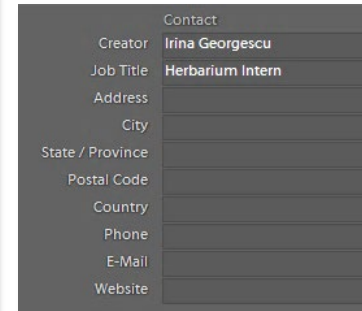 Contact
Creator Irina Georgescu
Job Title Herbarium Intern
Address
City
State / Province
Postal Code
Country
Phone
E-Mail
Website